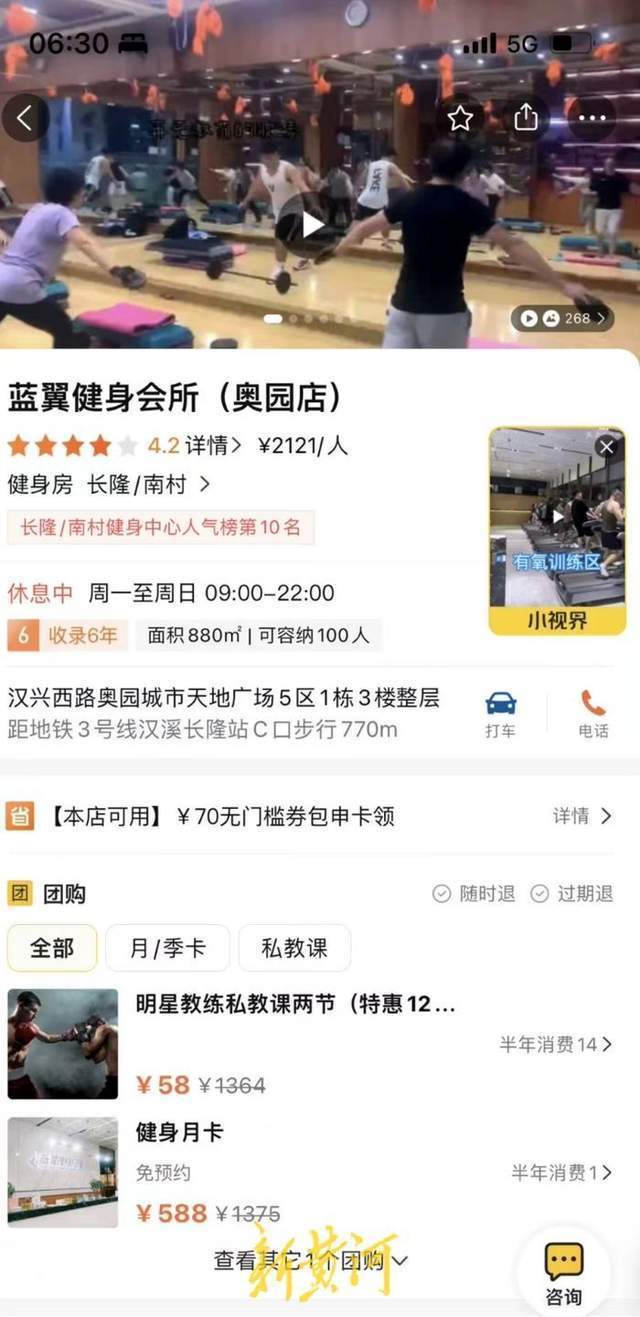 06:30
5G
268
蓝翼健身会所（奥园店）
4.2 详情 ¥2121/人
健身房 长隆/南村
长隆/南村健身中心人气榜第10名
有氧训练区
小视界
休息中 周一至周日 09:00-22:00
6 收录6年 面积880㎡ | 可容纳100人
汉兴西路奥园城市天地广场5区1栋3楼整层
距地铁3号线汉溪长隆站C口步行770m
打车
电话
省 【本店可用】¥70无门槛券包申卡领 详情
团 团购 随时退 过期退
全部 月/季卡 私教课
明星教练私教课两节（特惠12...
半年消费14
¥58 ¥1364
健身月卡
免预约 半年消费1
¥588 ¥1375
查看其它1个团购
新黄河
咨询